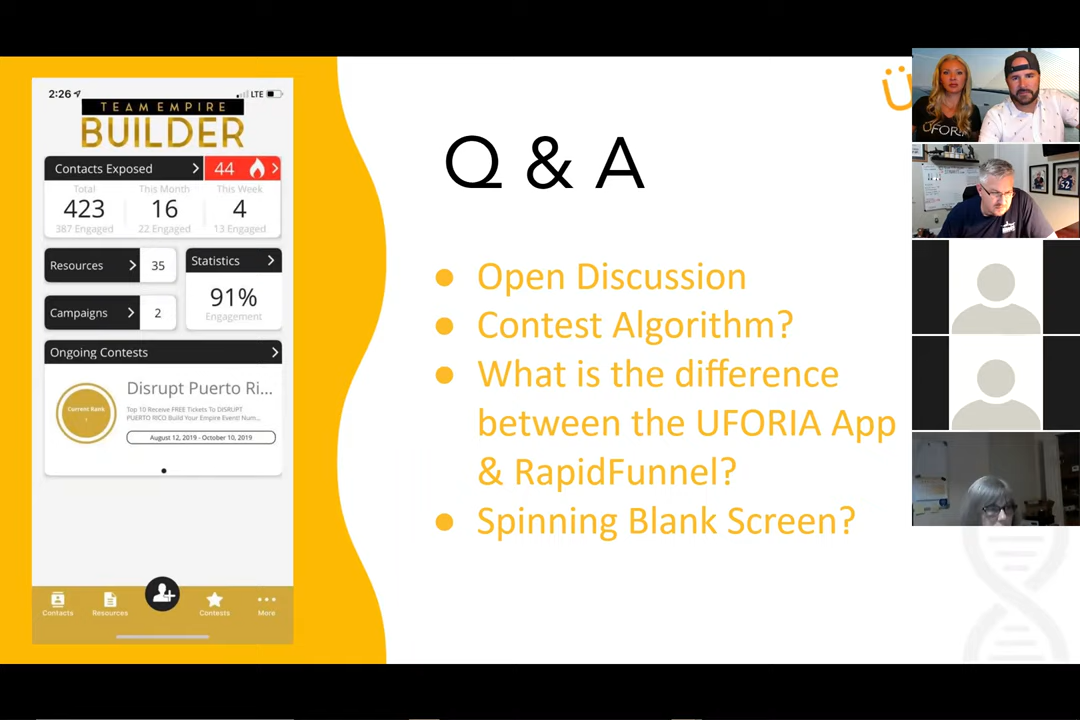 2:26
LTE
TEAM EMPIRE
BUILDER
Contacts Exposed
44
Total
This Month
This Week
423
16
4
387 Engaged
22 Engaged
13 Engaged
Resources
35
Statistics
91%
Engagement
Campaigns
2
Ongoing Contests
Current Rank
1
Disrupt Puerto Ri...
Top 10 Receive FREE Tickets To DISRUPT
PUERTO RICO Build Your Empire Event! Num...
August 12, 2019 - October 10, 2019
Contacts
Resources
Contests
More
Q & A
● Open Discussion
● Contest Algorithm?
● What is the difference
between the UFORIA App
& RapidFunnel?
● Spinning Blank Screen?
Ü
UFORIA